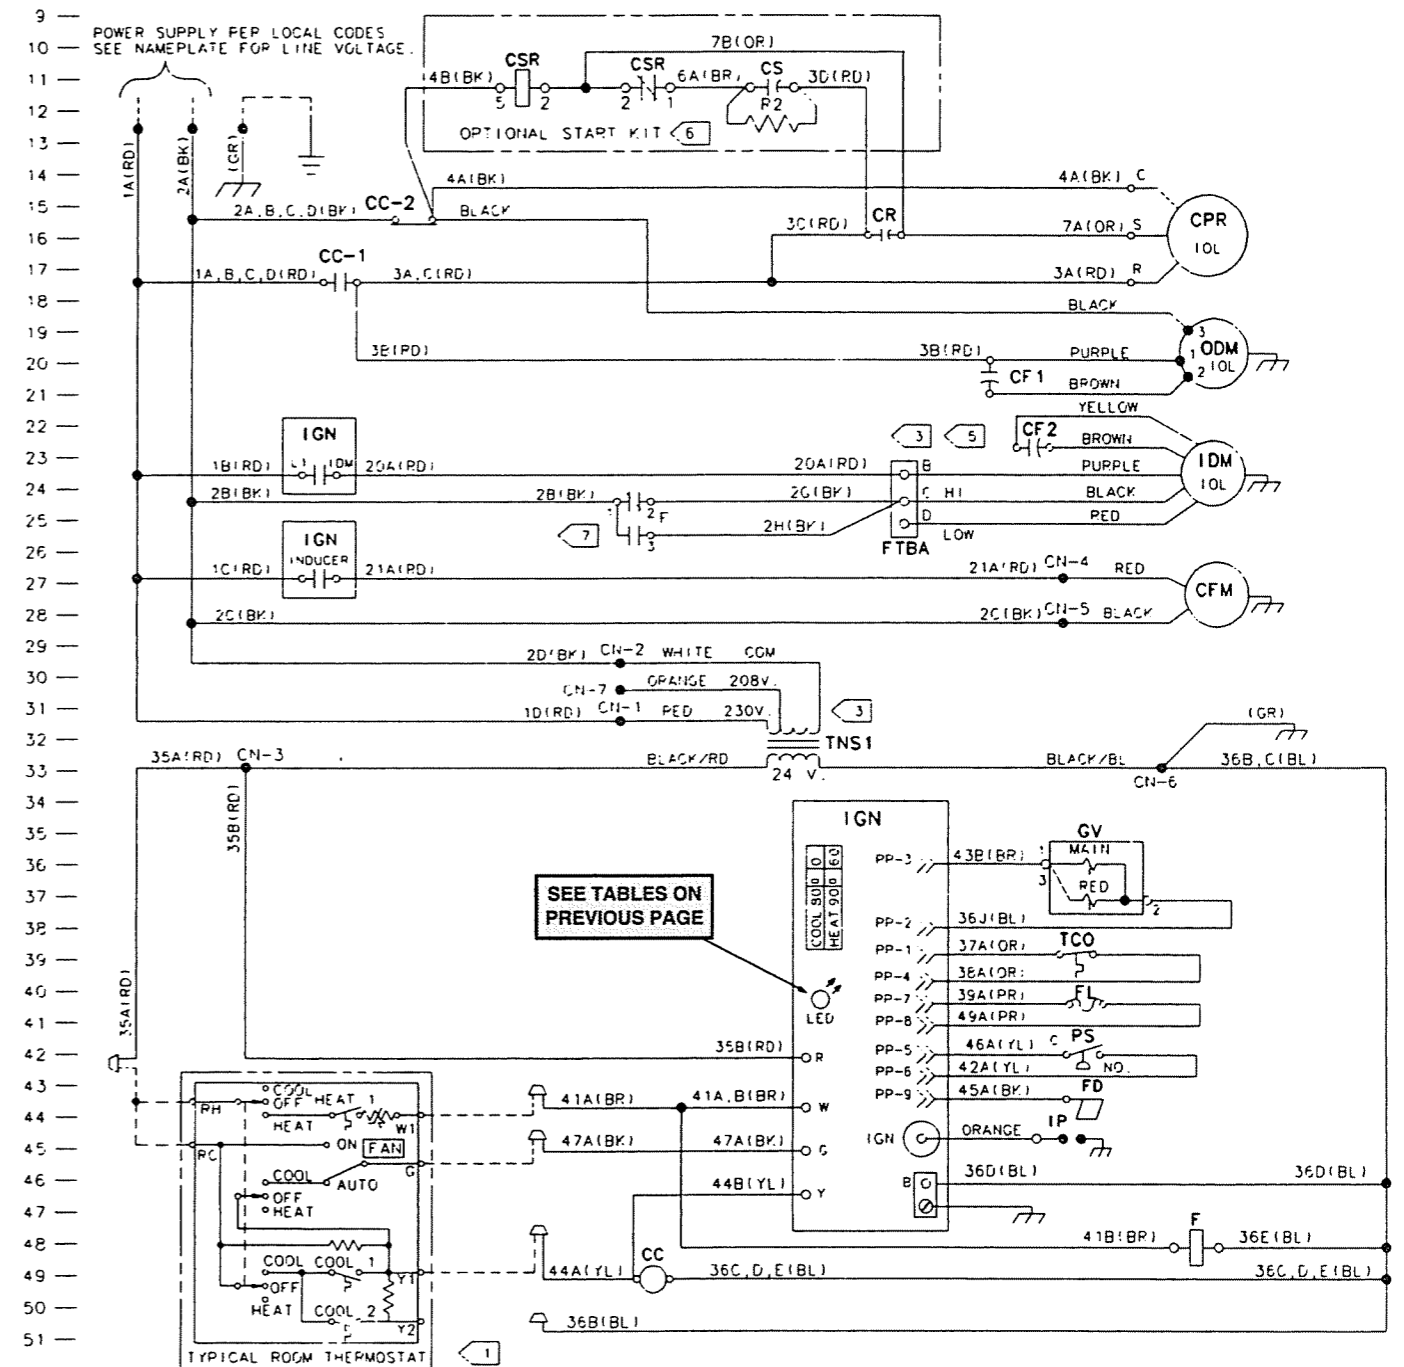 9
POWER SUPPLY PER LOCAL CODES
SEE NAMEPLATE FOR LINE VOLTAGE.
10
7B(OR)
11
4B(BK) CSR CSR 6A(BR) CS 3D(RD)
5 2 2 1
R2
12
OPTIONAL START KIT 6
13
1A(RD) 2A(BK) (GR)
14
4A(BK) 4A(BK) C
15
2A,B,C,D(BK) CC-2 BLACK
CPR
IOL
16
3C(RD) CR 7A(OR) S
CC-1
17
1A,B,C,D(RD) 3A,C(RD) 3A(RD) R
18
BLACK
19
3
ODM
IOL
20
3B(RD) 3B(RD) PURPLE 1
CF1
21
BROWN 2
YELLOW
22
IGN 3 5 CF2 BROWN
23
1B(RD) L1 IDM 20A(RD) 20A(RD) B PURPLE
IDM
IOL
24
2B(BK) 2B(BK) 1 2 F 2G(BK) C HI BLACK
25
7 3 2H(BK) D LOW RED
FTBA
26
IGN
INDUCER
27
1C(RD) 21A(RD) 21A(RD) CN-4 RED
CFM
28
2C(BK) 2C(BK) CN-5 BLACK
29
2D(BK) CN-2 WHITE COM
30
CN-7 ORANGE 208V.
31
1D(RD) CN-1 RED 230V. 3
(GR)
32
TNS1
33
35A(RD) CN-3 BLACK/RD 24 V. BLACK/BL CN-6 36B,C(BL)
34
35B(RD)
IGN
35
GV
MAIN
36
PP-3 43B(BR) 1
3
37
RED
2
COOL 80 0 0
HEAT 90 0 60
SEE TABLES ON
PREVIOUS PAGE
38
PP-2 36J(BL)
39
PP-1 37A(OR) TCO
PP-4 38A(OR)
40
35A(RD)
LED
PP-7 39A(PR) FL
41
PP-8 49A(PR)
42
35B(RD) R
PP-5 46A(YL) C PS
PP-6 42A(YL) NO.
43
PP-9 45A(BK) FD
RH COOL OFF HEAT HEAT 1 W1
41A(BR) 41A,B(BR) W
44
IGN ORANGE IP
45
RC ON FAN AUTO G
47A(BK) 47A(BK) G
46
COOL OFF HEAT
44B(YL) Y
B 36D(BL) 36D(BL)
47
48
41B(BR) F 36E(BL)
COOL OFF HEAT COOL 1 Y1
49
44A(YL) CC 36C,D,E(BL) 36C,D,E(BL)
50
COOL 2 Y2
36B(BL)
51
TYPICAL ROOM THERMOSTAT 1